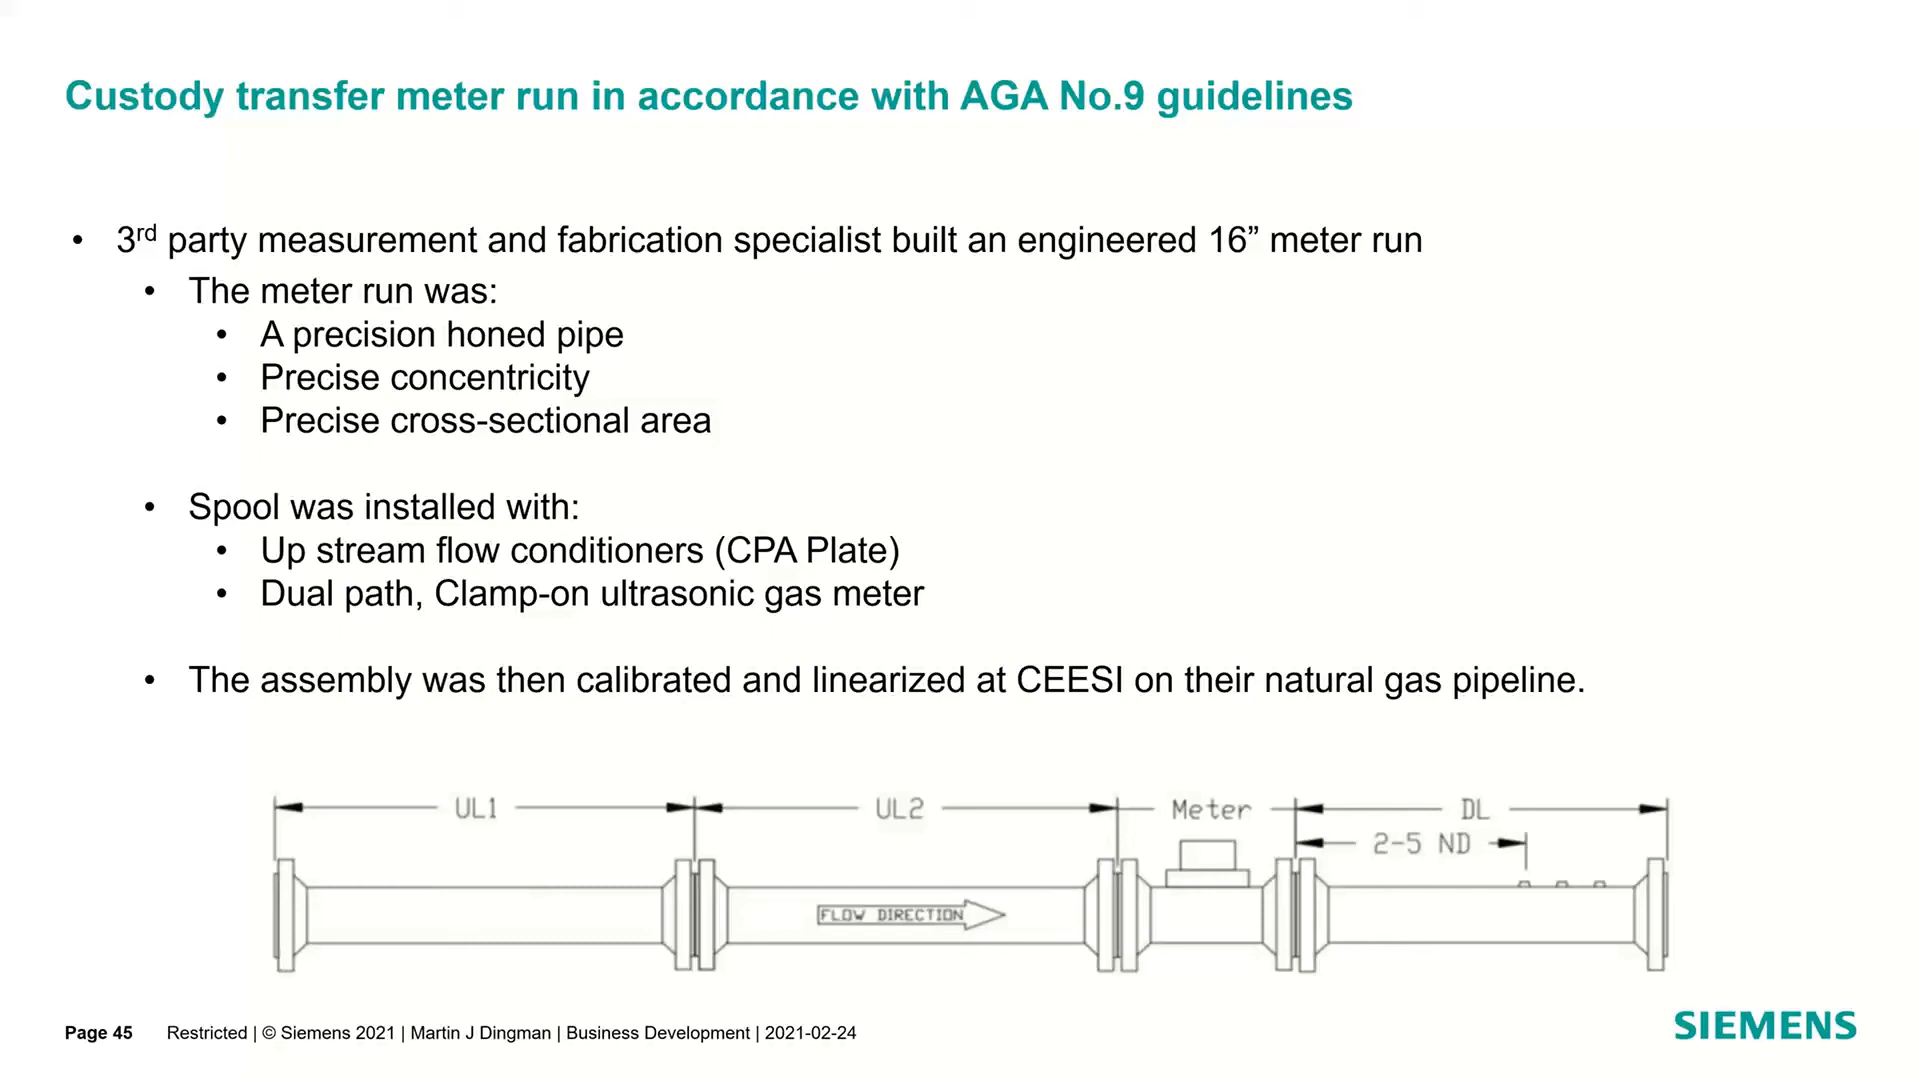 Custody transfer meter run in accordance with AGA No.9 guidelines
• 3rd party measurement and fabrication specialist built an engineered 16” meter run
• The meter run was:
• A precision honed pipe
• Precise concentricity
• Precise cross-sectional area
• Spool was installed with:
• Up stream flow conditioners (CPA Plate)
• Dual path, Clamp-on ultrasonic gas meter
• The assembly was then calibrated and linearized at CEESI on their natural gas pipeline.
UL1 UL2 Meter DL
2-5 ND
FLOW DIRECTION
Page 45 Restricted | © Siemens 2021 | Martin J Dingman | Business Development | 2021-02-24
SIEMENS